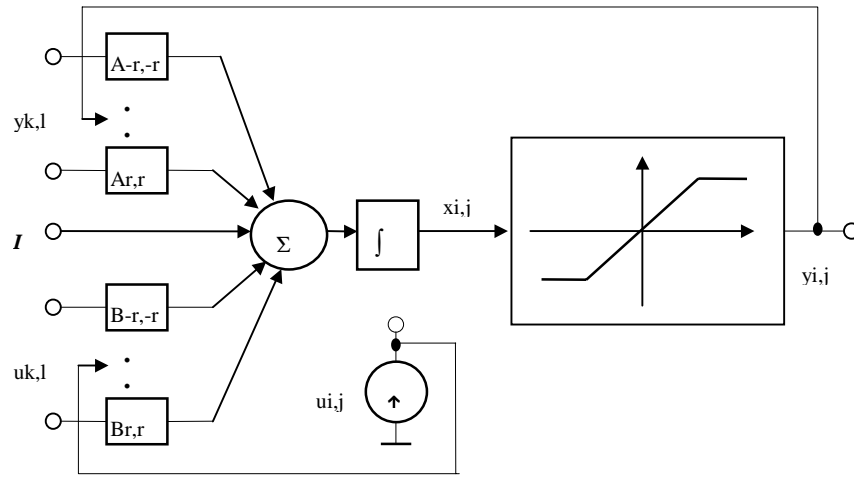 A-r,-r
yk,l
Ar,r
I
Σ
∫
xi,j
yi,j
B-r,-r
uk,l
Br,r
ui,j